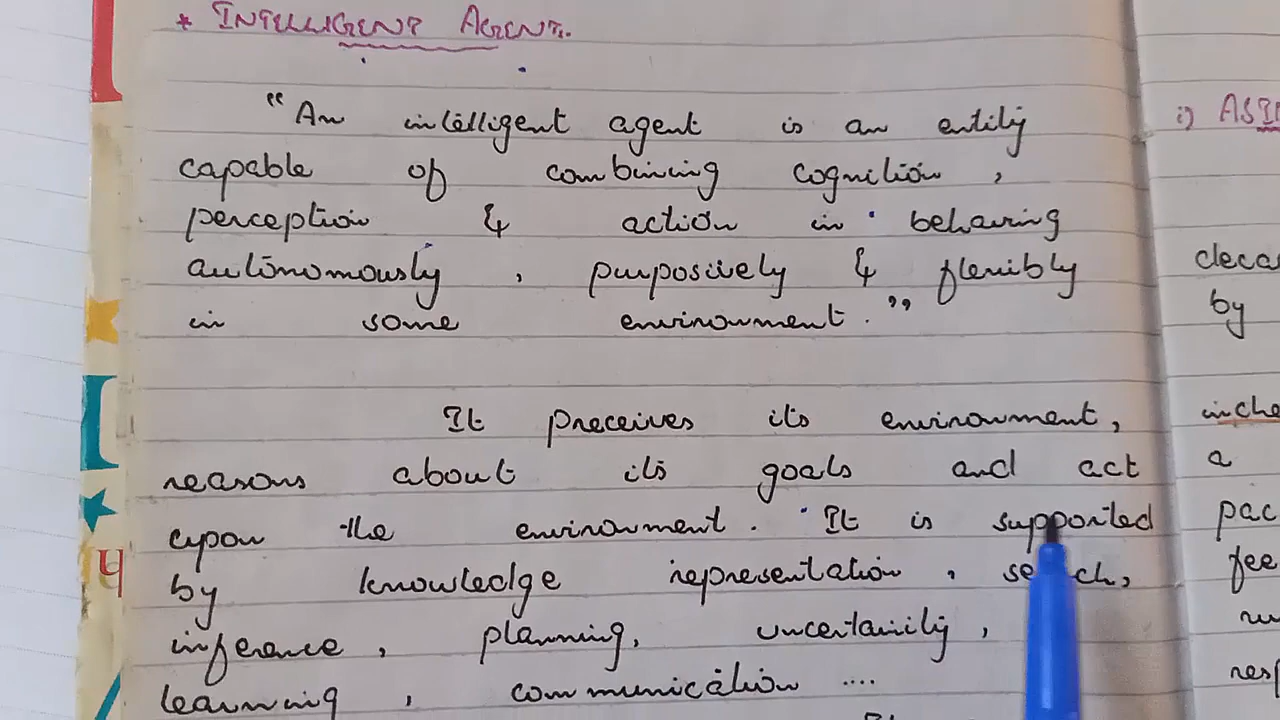 * INTELLIGENT AGENT.
"An intelligent agent is an entity
capable of combining cognition ,
perception & action in behaving
autonomously , purposively & flexibly
in some environment ."
It preceives its environment,
reasons about its goals and act
upon the environment. It is supported
by knowledge representation , search,
inference , planning, uncertainity ,
learning , communication ....
It
i)
by
a